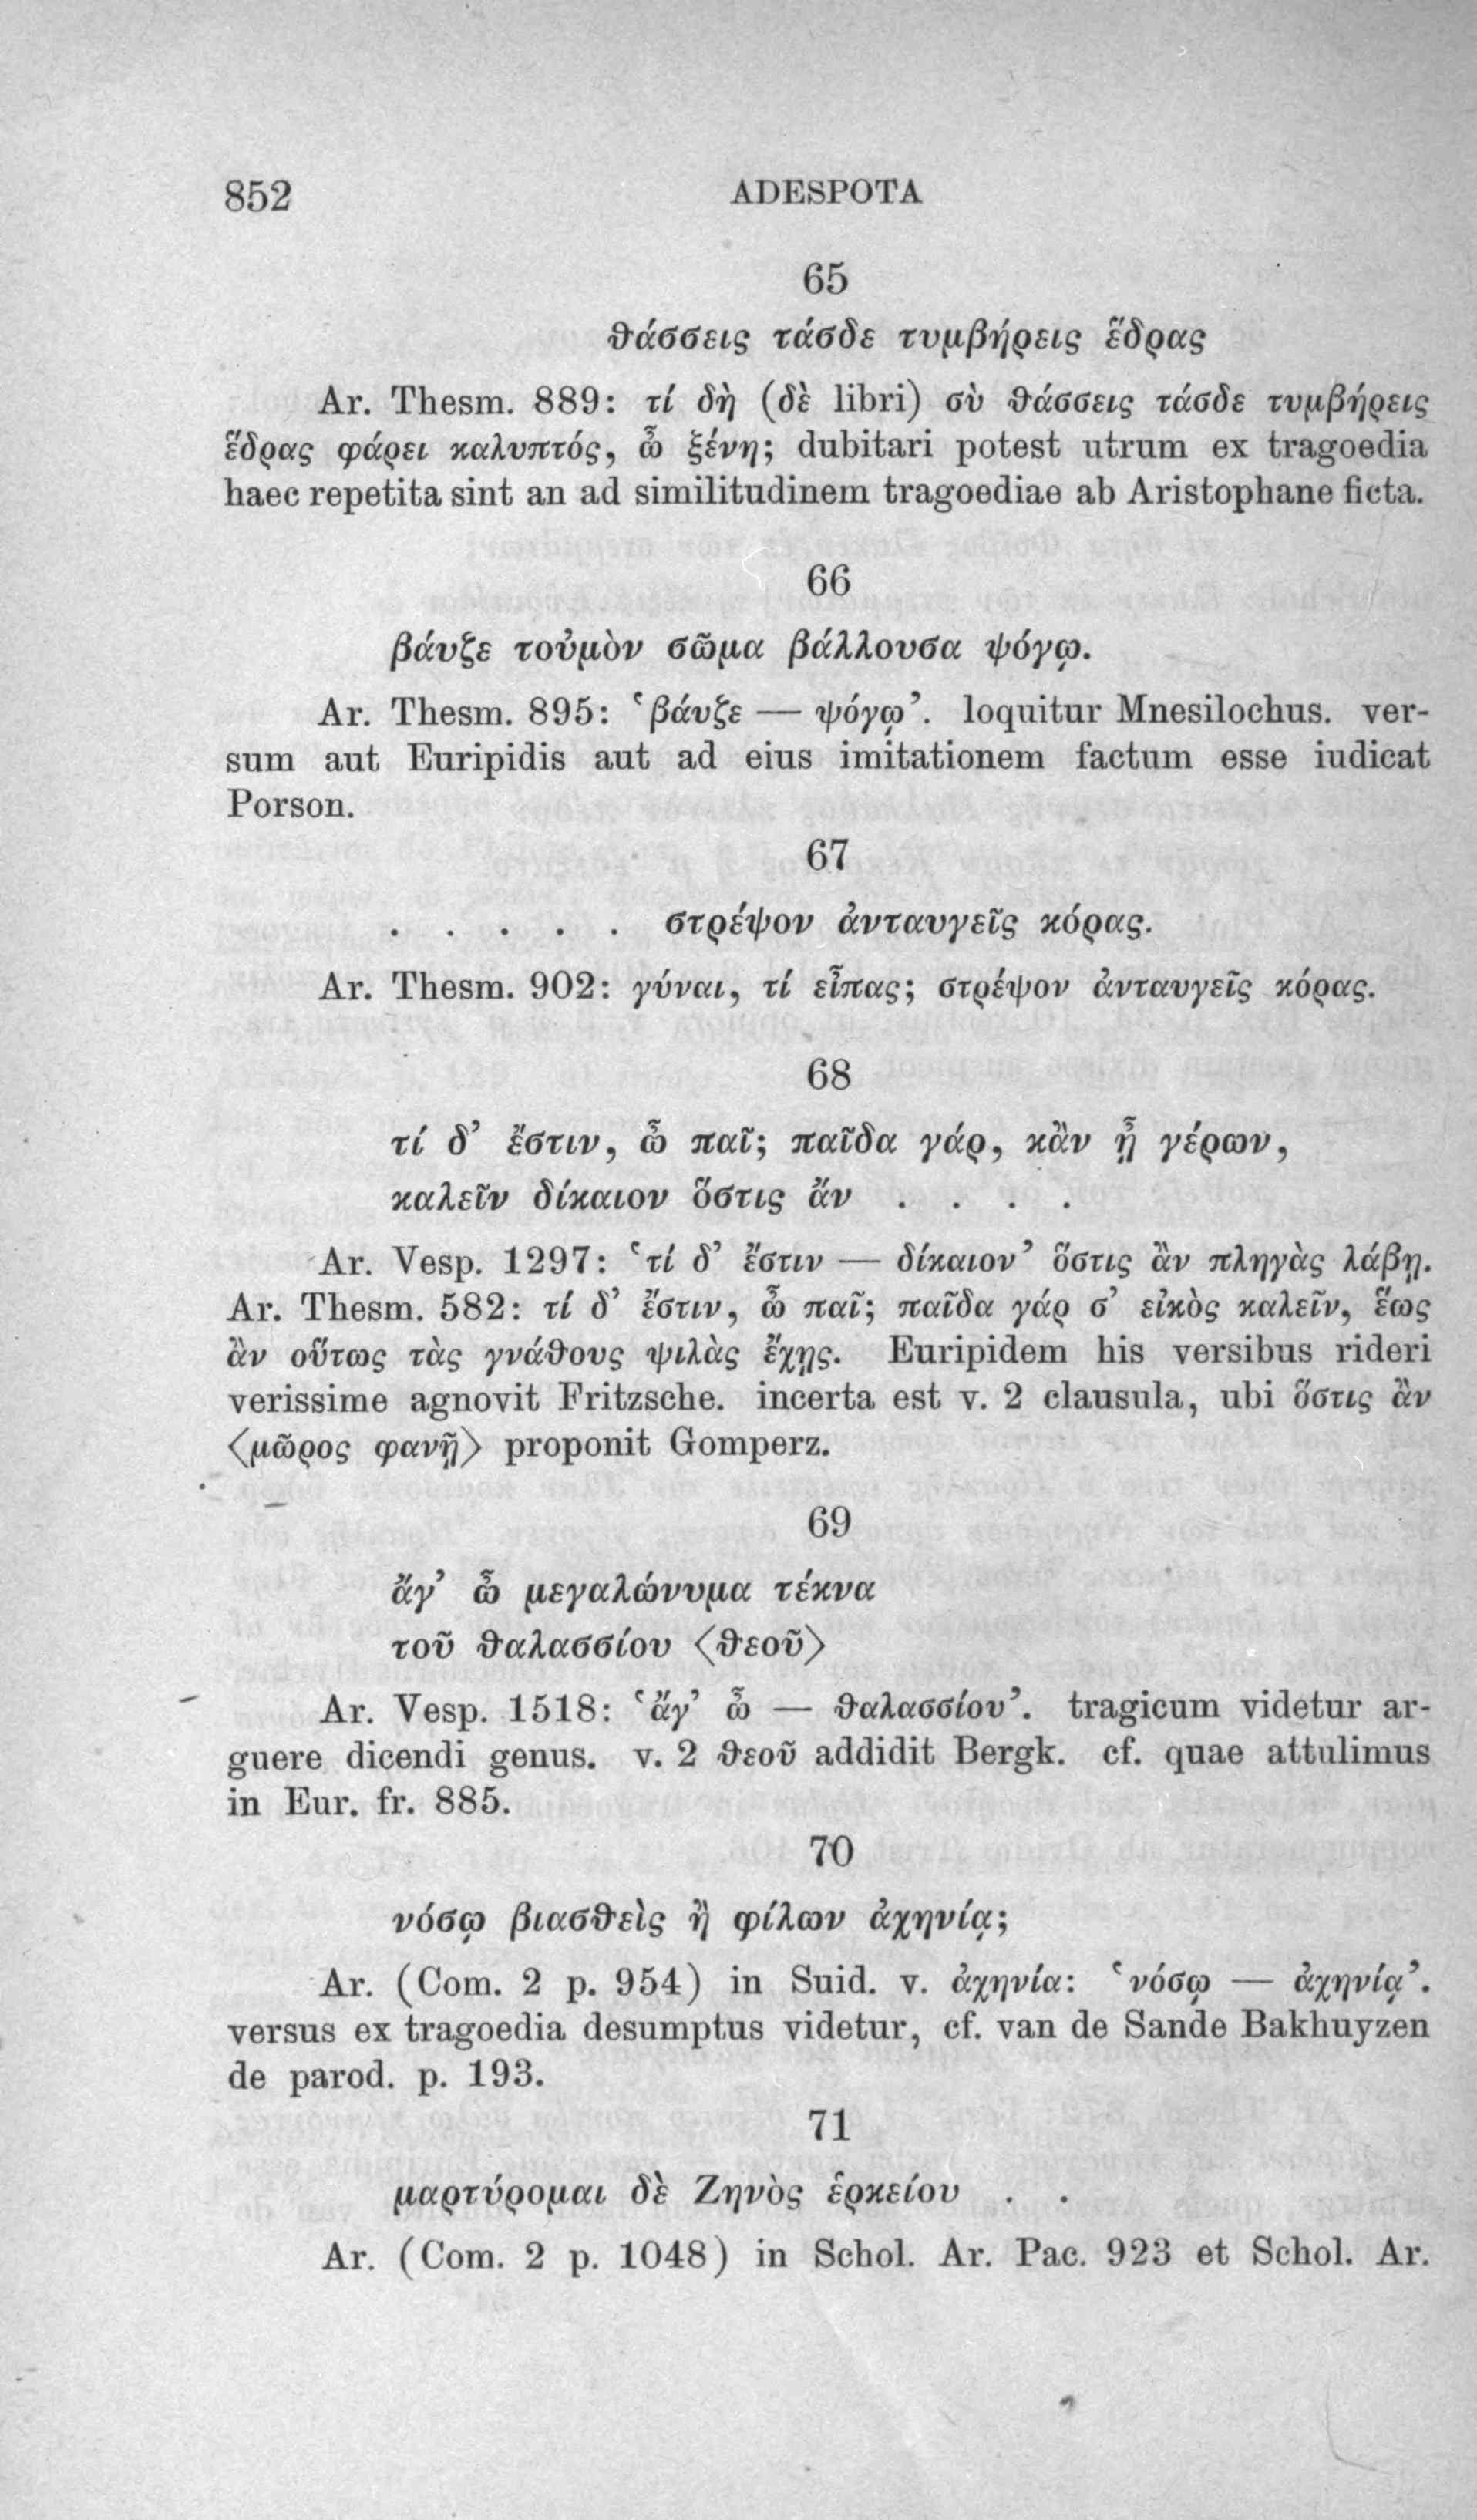 852
ADESPOTA
65
θάσσεις τάσδε τυμβήρεις ἕδρας
Ar. Thesm. 889: τί δὴ (δὲ libri) σὺ θάσσεις τάσδε τυμβήρεις
ἕδρας φάρει καλυπτός, ὦ ξένη; dubitari potest utrum ex tragoedia
haec repetita sint an ad similitudinem tragoediae ab Aristophane ficta.
66
βάυζε τοὐμὸν σῶμα βάλλουσα ψόγῳ.
Ar. Thesm. 895: ‘βάυζε — ψόγῳ’. loquitur Mnesilochus. ver-
sum aut Euripidis aut ad eius imitationem factum esse iudicat
Porson.
67
. . . . . στρέψον ἀνταυγεῖς κόρας.
Ar. Thesm. 902: γύναι, τί εἶπας; στρέψον ἀνταυγεῖς κόρας.
68
τί δ’ ἔστιν, ὦ παῖ; παῖδα γάρ, κἂν ᾖ γέρων,
καλεῖν δίκαιον ὅστις ἄν . . . .
Ar. Vesp. 1297: ‘τί δ’ ἔστιν — δίκαιον’ ὅστις ἂν πληγὰς λάβῃ.
Ar. Thesm. 582: τί δ’ ἔστιν, ὦ παῖ; παῖδα γάρ σ’ εἰκὸς καλεῖν, ἕως
ἂν οὕτως τὰς γνάθους ψιλὰς ἔχῃς. Euripidem his versibus rideri
verissime agnovit Fritzsche. incerta est v. 2 clausula, ubi ὅστις ἂν
⟨μῶρος φανῇ⟩ proponit Gomperz.
69
ἄγ’ ὦ μεγαλώνυμα τέκνα
τοῦ θαλασσίου ⟨θεοῦ⟩
Ar. Vesp. 1518: ‘ἄγ’ ὦ — θαλασσίου’. tragicum videtur ar-
guere dicendi genus. v. 2 θεοῦ addidit Bergk. cf. quae attulimus
in Eur. fr. 885.
70
νόσῳ βιασθεὶς ἢ φίλων ἀχηνίᾳ;
Ar. (Com. 2 p. 954) in Suid. v. ἀχηνία: ‘νόσῳ — ἀχηνίᾳ’.
versus ex tragoedia desumptus videtur, cf. van de Sande Bakhuyzen
de parod. p. 193.
71
μαρτύρομαι δὲ Ζηνὸς ἑρκείου . .
Ar. (Com. 2 p. 1048) in Schol. Ar. Pac. 923 et Schol. Ar.